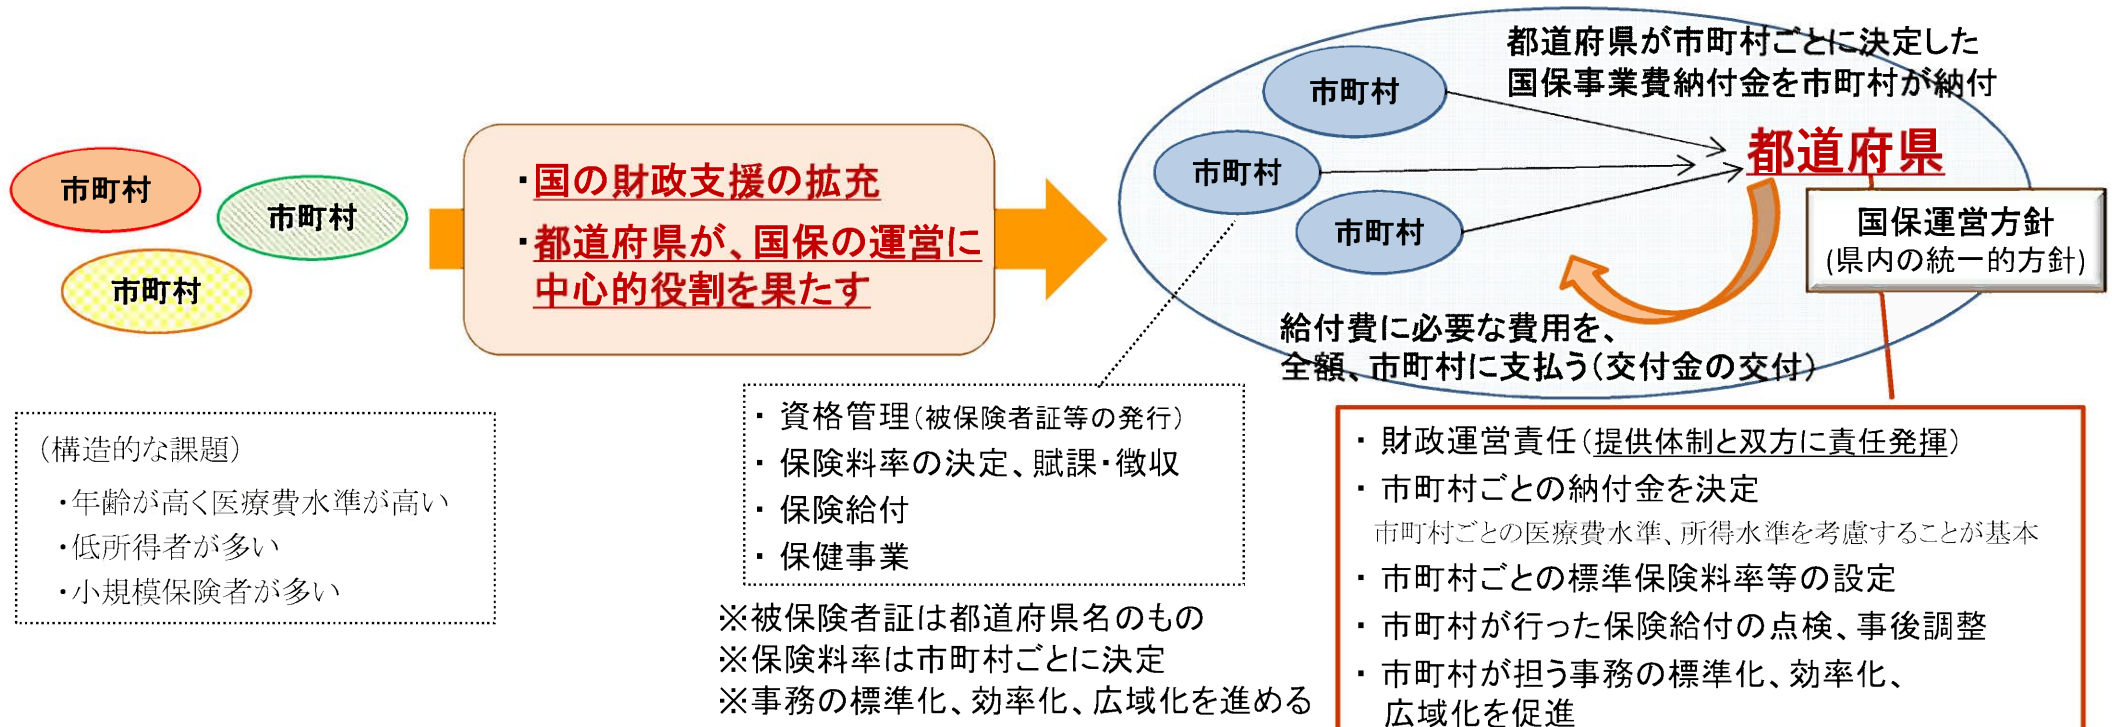 市町村
市町村
市町村
(構造的な課題)
・年齢が高く医療費水準が高い
・低所得者が多い
・小規模保険者が多い
・国の財政支援の拡充
・都道府県が、国保の運営に
中心的役割を果たす
都道府県が市町村ごとに決定した
国保事業費納付金を市町村が納付
市町村
市町村
市町村
都道府県
国保運営方針
(県内の統一的方針)
給付費に必要な費用を、
全額、市町村に支払う(交付金の交付)
・ 資格管理(被保険者証等の発行)
・ 保険料率の決定、賦課・徴収
・ 保険給付
・ 保健事業
※被保険者証は都道府県名のもの
※保険料率は市町村ごとに決定
※事務の標準化、効率化、広域化を進める
・ 財政運営責任(提供体制と双方に責任発揮)
・ 市町村ごとの納付金を決定
市町村ごとの医療費水準、所得水準を考慮することが基本
・ 市町村ごとの標準保険料率等の設定
・ 市町村が行った保険給付の点検、事後調整
・ 市町村が担う事務の標準化、効率化、
広域化を促進